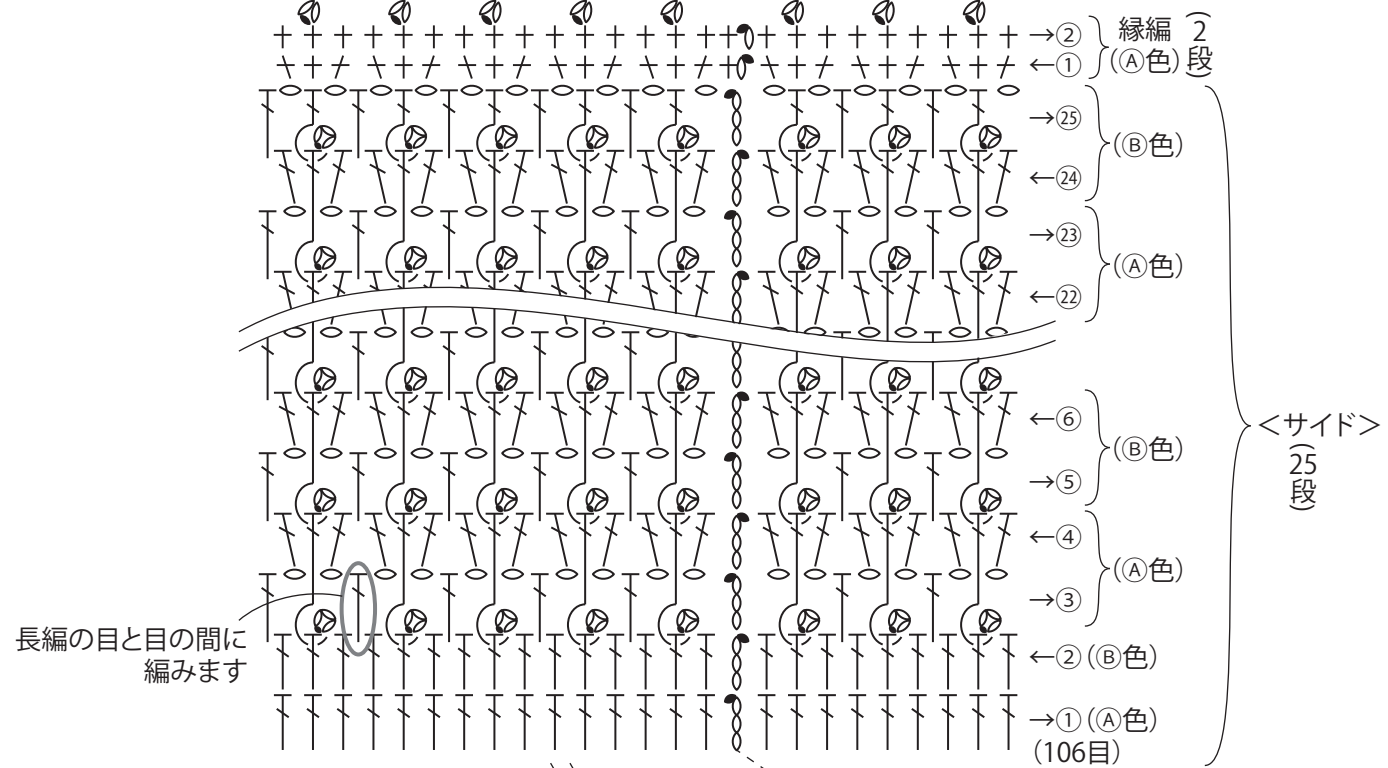 →② 縁編
←① (Ⓐ色)
(2段)
→㉕
(Ⓑ色)
←㉔
→㉓
(Ⓐ色)
←㉒
←⑥
(Ⓑ色)
→⑤
<サイド>
(25段)
←④
(Ⓐ色)
→③
長編の目と目の間に
編みます
←②(Ⓑ色)
→①(Ⓐ色)
(106目)